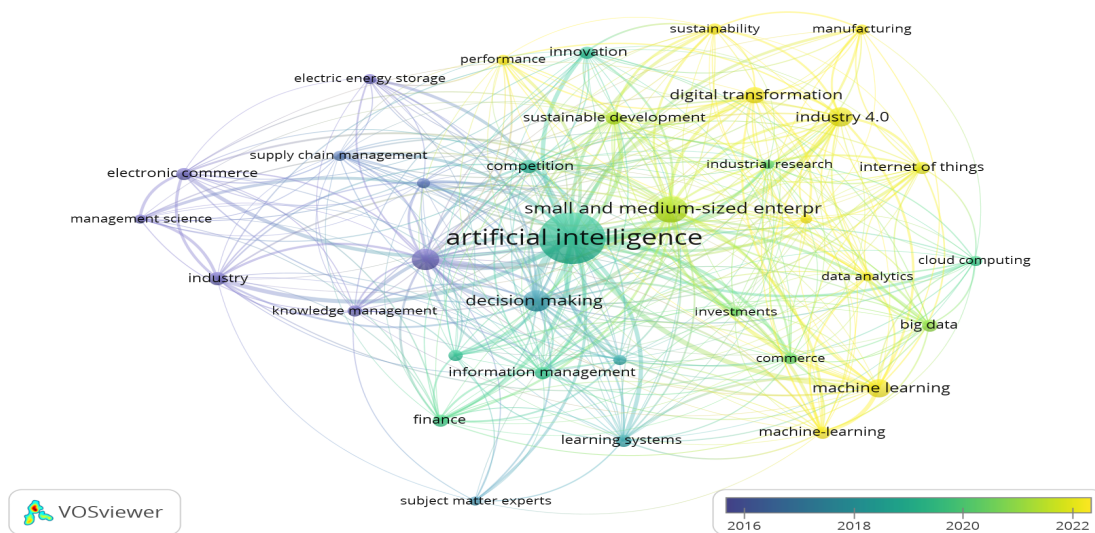 sustainability
manufacturing
innovation
performance
electric energy storage
digital transformation
sustainable development
industry 4.0
supply chain management
competition
industrial research
internet of things
electronic commerce
small and medium-sized enterpr
management science
artificial intelligence
cloud computing
industry
data analytics
decision making
knowledge management
investments
big data
commerce
information management
machine learning
finance
machine-learning
learning systems
subject matter experts
VOSviewer
2016
2018
2020
2022